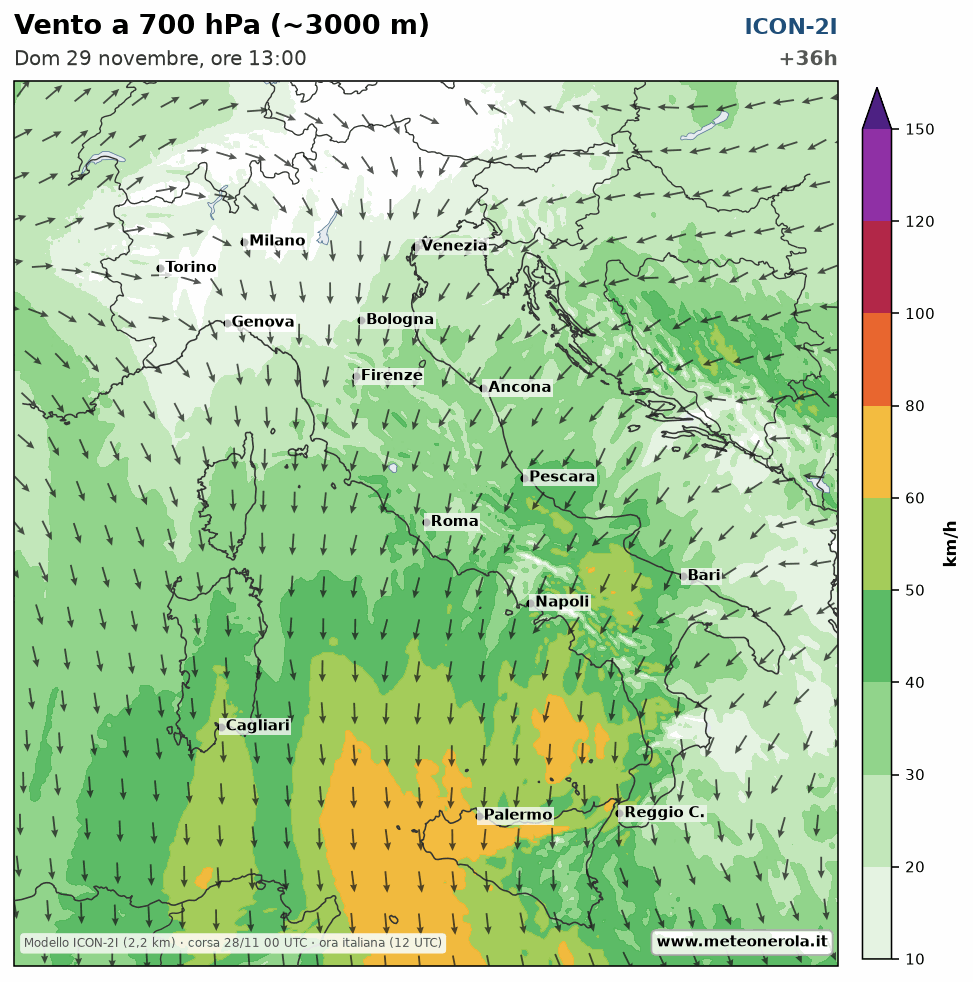 Vento a 700 hPa (~3000 m)
ICON-2I
Dom 29 novembre, ore 13:00
+36h
Milano
Venezia
Torino
Genova
Bologna
Firenze
Ancona
Pescara
Roma
Bari
Napoli
Cagliari
Palermo
Reggio C.
150
120
100
80
60
50
40
30
20
10
km/h
Modello ICON-2I (2,2 km) · corsa 28/11 00 UTC · ora italiana (12 UTC)
www.meteonerola.it